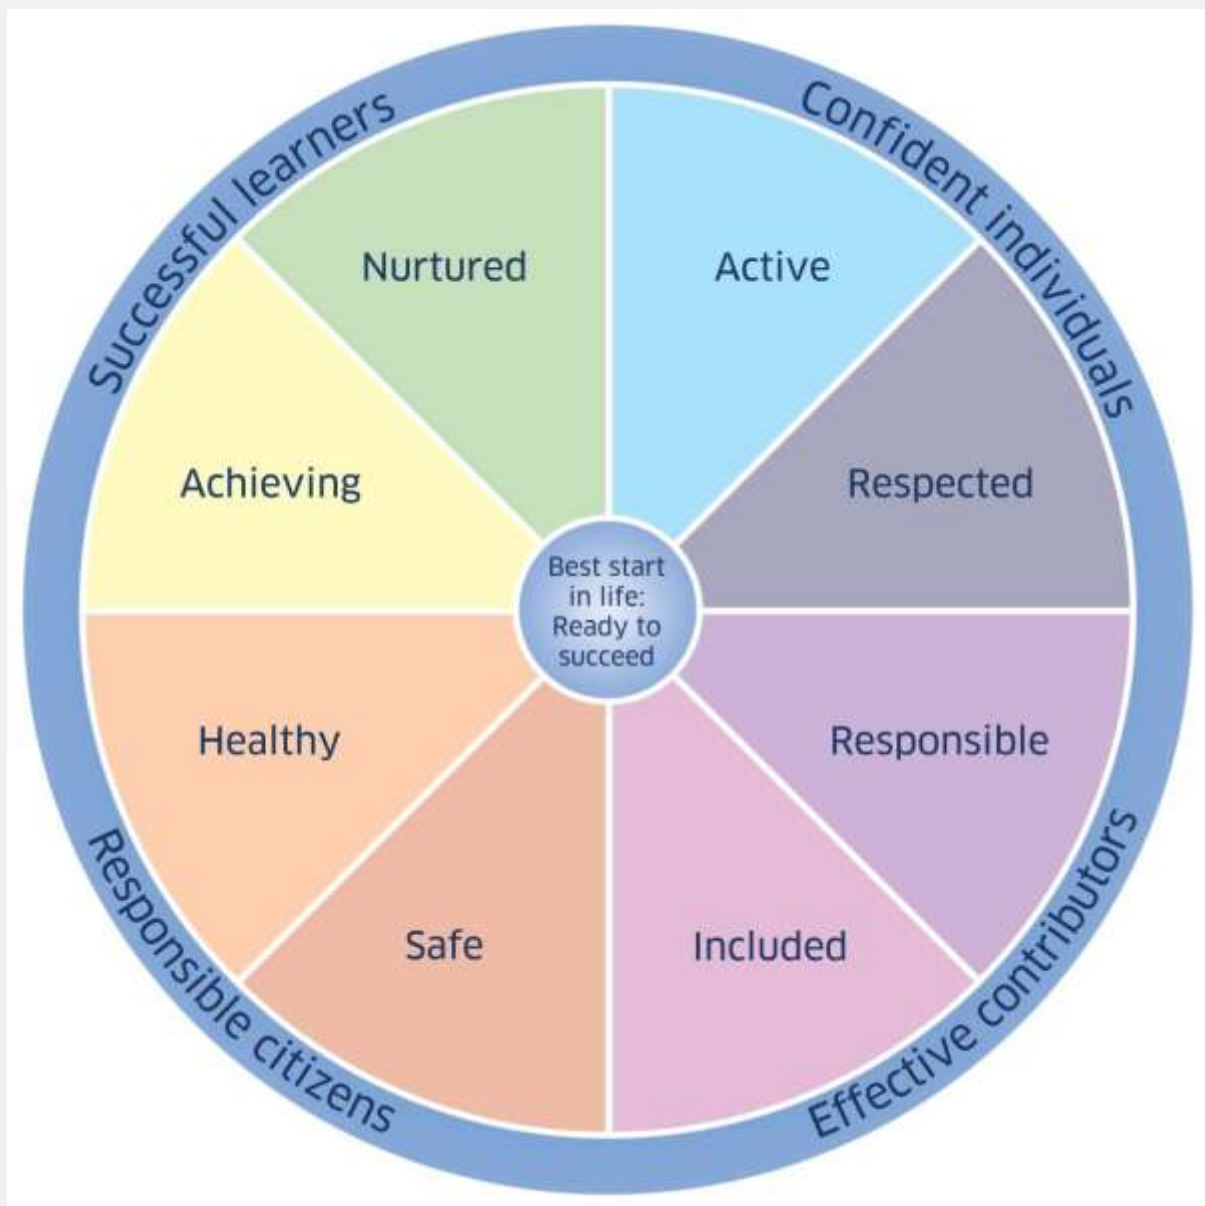 Successful learners
Confident individuals
Nurtured
Active
Achieving
Respected
Best start
in life:
Ready to
succeed
Healthy
Responsible
Safe
Included
Responsible citizens
Effective contributors